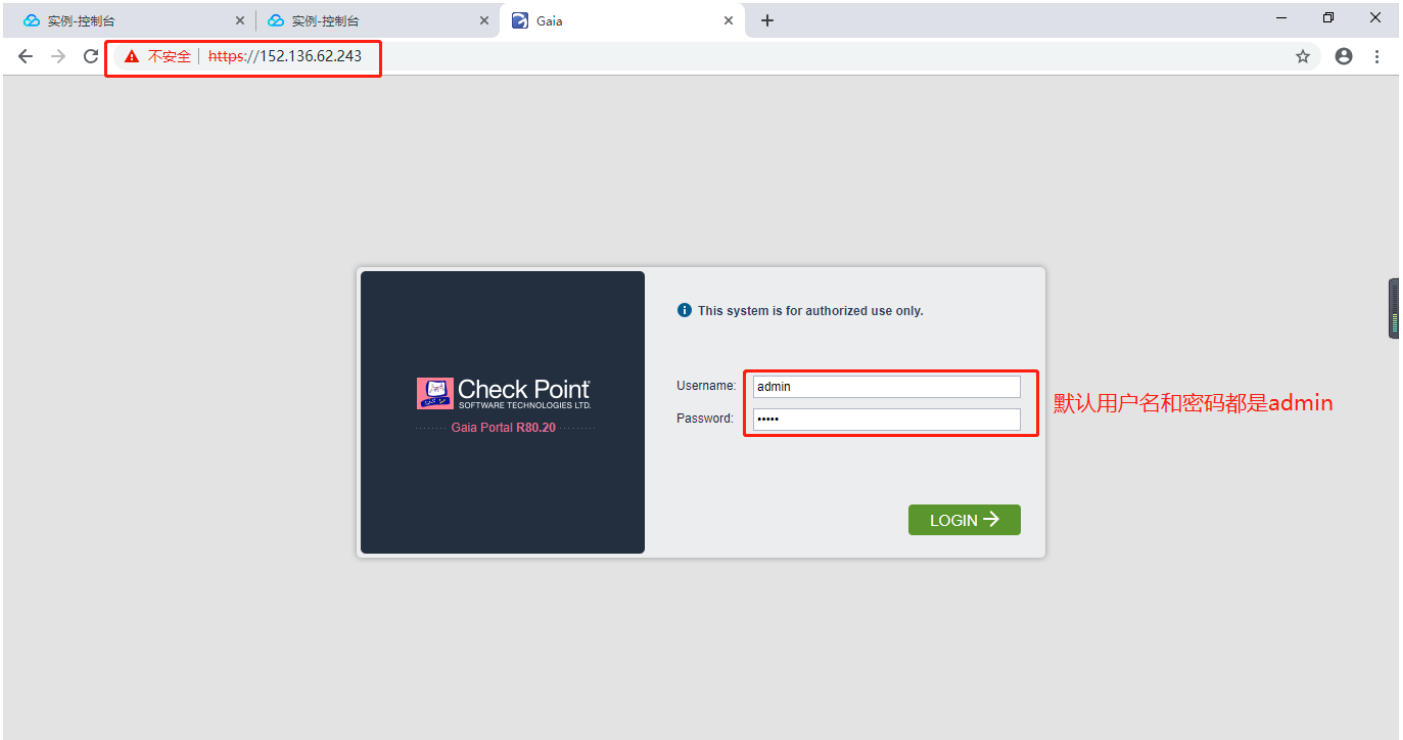 实例-控制台
实例-控制台
Gaia
不安全 https://152.136.62.243
This system is for authorized use only.
Check Point
SOFTWARE TECHNOLOGIES LTD.
Gaia Portal R80.20
Username: admin
Password: •••••
默认用户名和密码都是admin
LOGIN